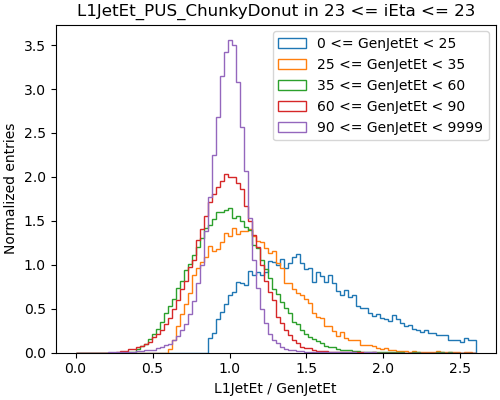 L1JetEt_PUS_ChunkyDonut in 23 <= iEta <= 23
0 <= GenJetEt < 25
25 <= GenJetEt < 35
35 <= GenJetEt < 60
60 <= GenJetEt < 90
90 <= GenJetEt < 9999
Normalized entries
3.5
3.0
2.5
2.0
1.5
1.0
0.5
0.0
0.0 0.5 1.0 1.5 2.0 2.5
L1JetEt / GenJetEt